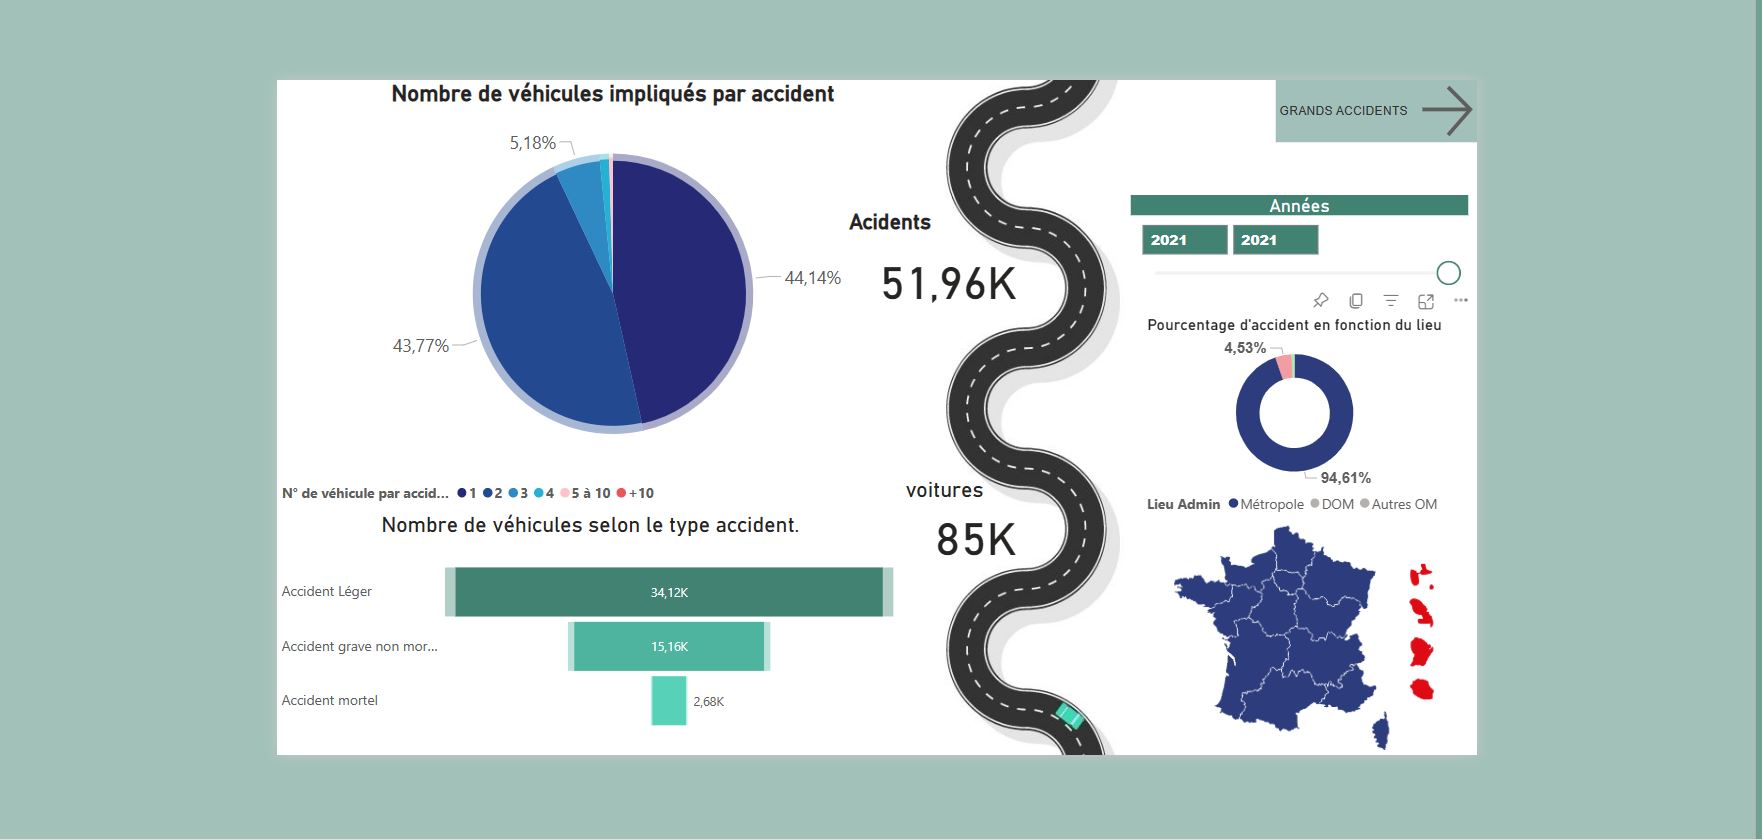 Nombre de véhicules impliqués par accident
5,18%
44,14%
43,77%
N° de véhicule par accid... 1 2 3 4 5 à 10 +10
Nombre de véhicules selon le type accident.
Accident Léger 34,12K
Accident grave non mor... 15,16K
Accident mortel 2,68K
Acidents
51,96K
voitures
85K
GRANDS ACCIDENTS
Années
2021 2021
Pourcentage d'accident en fonction du lieu
4,53%
94,61%
Lieu Admin Métropole DOM Autres OM